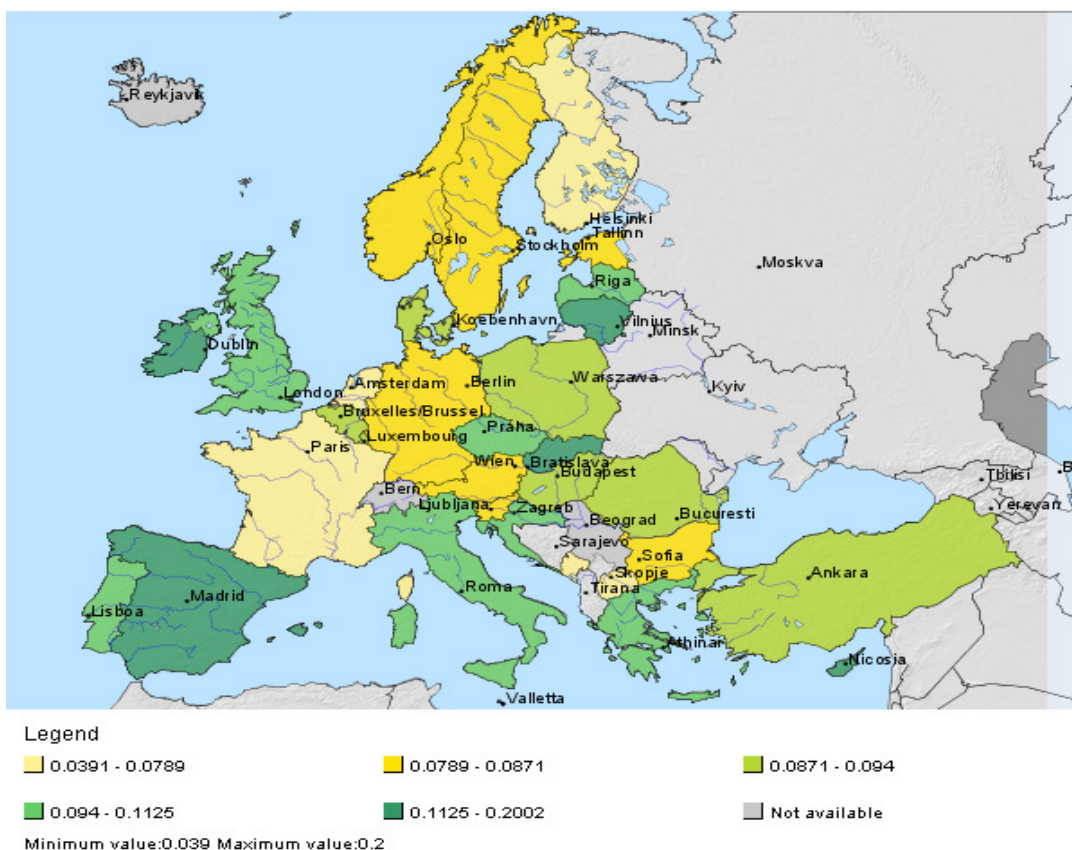 Reykjavik
Helsinki
Oslo
Tallinn
Stockholm
Moskva
Riga
Koebenhavn
Vilnius
Minsk
Dublin
Amsterdam
Berlin
Warszawa
London
Kyiv
Bruxelles/Brussel
Praha
Luxembourg
Paris
Wien
Bratislava
Budapest
Tbilisi
B
Bern
Ljubljana
Zagreb
Yerevan
Bucuresti
Beograd
Sarajevo
Sofia
Skopje
Ankara
Roma
Tirana
Madrid
Lisboa
Athinai
Nicosia
Valletta
Legend
0.0391 - 0.0789 0.0789 - 0.0871 0.0871 - 0.094
0.094 - 0.1125 0.1125 - 0.2002 Not available
Minimum value:0.039 Maximum value:0.2